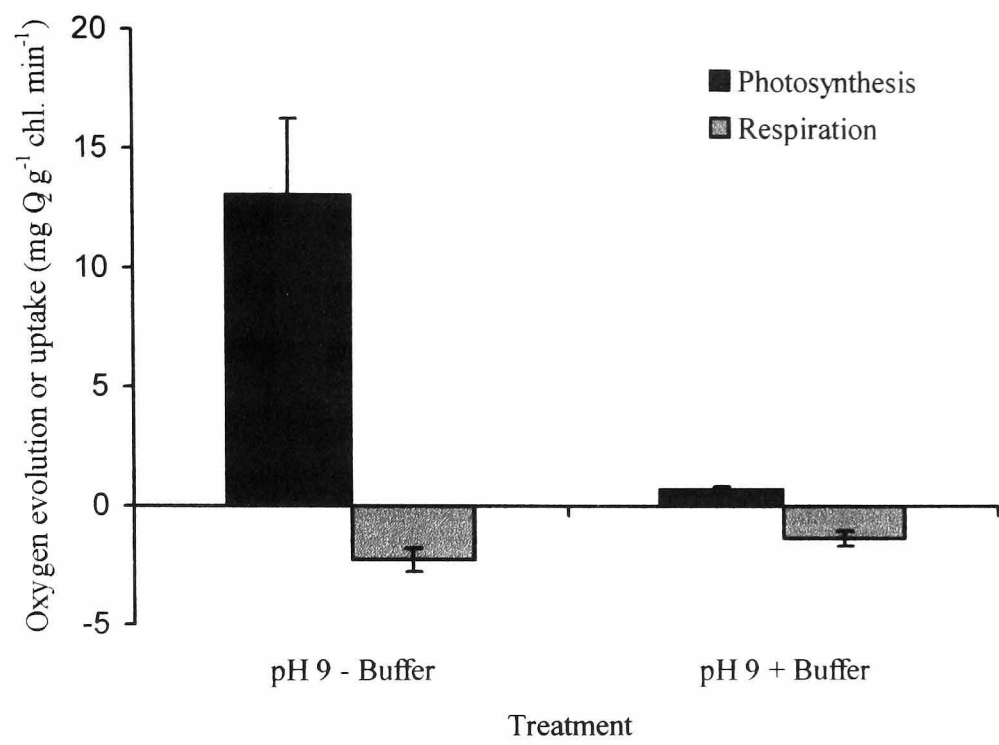 Oxygen evolution or uptake (mg O2 g-1 chl. min-1)
20
15
10
5
0
-5
Photosynthesis
Respiration
pH 9 - Buffer
pH 9 + Buffer
Treatment